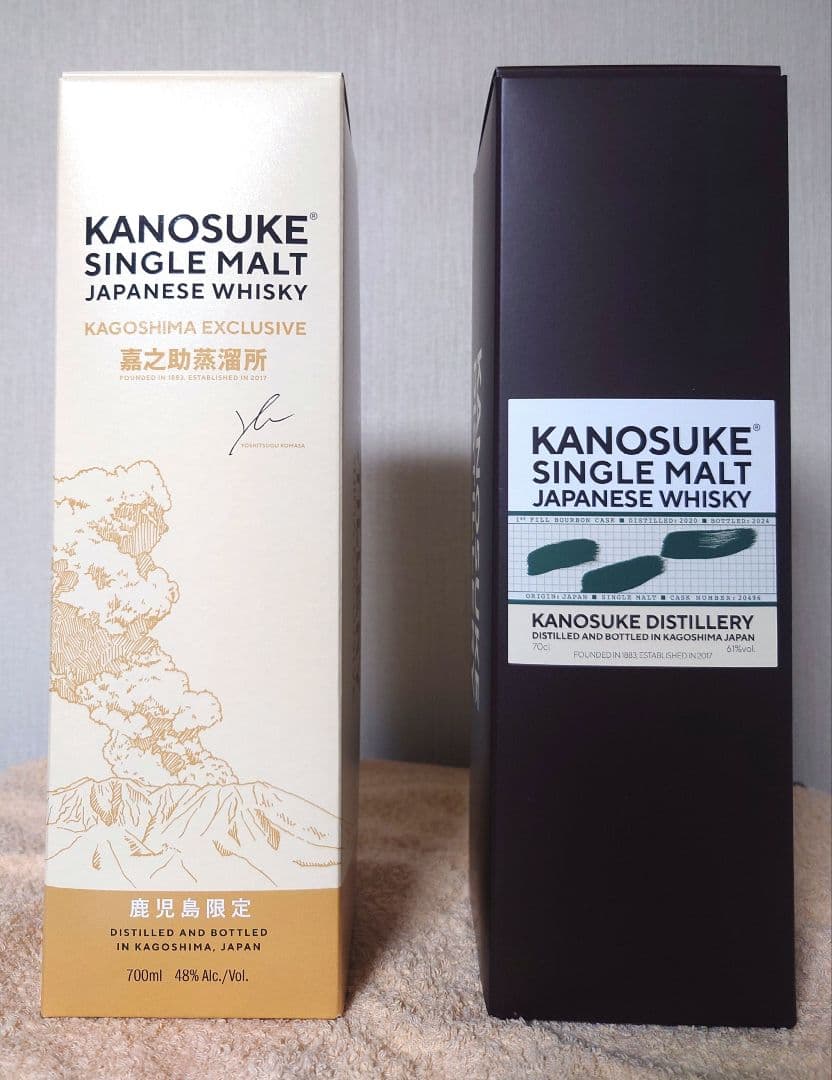 KANOSUKE®
SINGLE MALT
JAPANESE WHISKY
KAGOSHIMA EXCLUSIVE
嘉之助蒸溜所
FOUNDED IN 1883, ESTABLISHED IN 2017
YOSHITSUGU KOMASA
鹿児島限定
DISTILLED AND BOTTLED
IN KAGOSHIMA, JAPAN
700ml 48% Alc./Vol.
KANOSUKE
KANOSUKE®
SINGLE MALT
JAPANESE WHISKY
1ST FILL BOURBON CASK ■ DISTILLED: 2020 ■ BOTTLED: 2024
ORIGIN: JAPAN ■ SINGLE MALT ■ CASK NUMBER: 20496
KANOSUKE DISTILLERY
DISTILLED AND BOTTLED IN KAGOSHIMA JAPAN
70cl 61%vol.
FOUNDED IN 1883, ESTABLISHED IN 2017